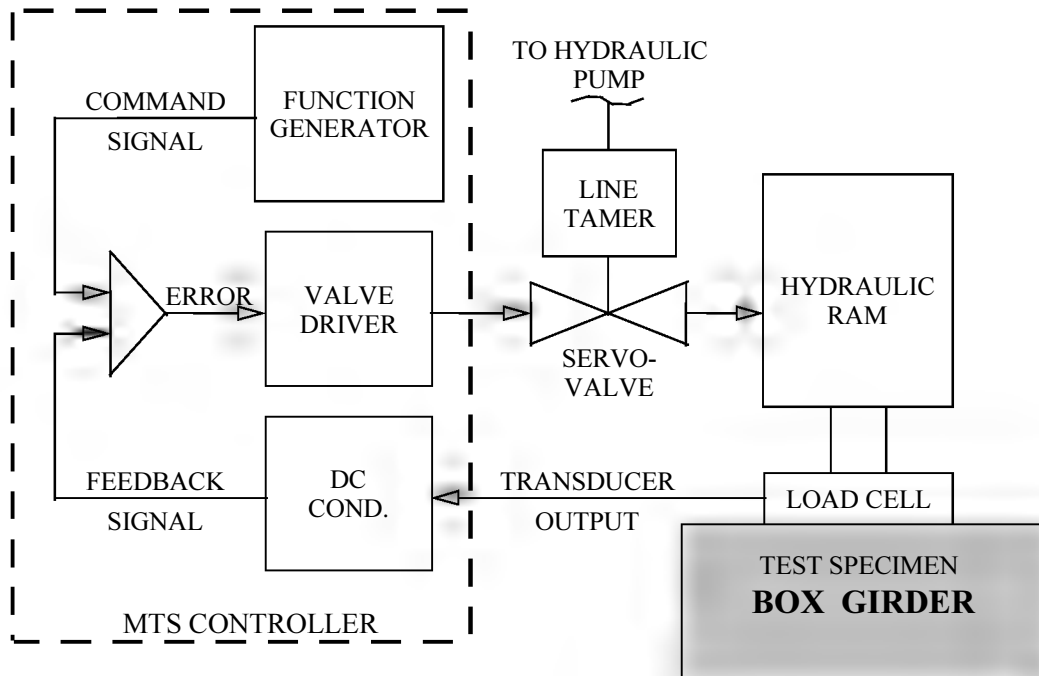 TO HYDRAULIC
PUMP
COMMAND
SIGNAL
FUNCTION
GENERATOR
LINE
TAMER
ERROR
VALVE
DRIVER
SERVO-
VALVE
HYDRAULIC
RAM
FEEDBACK
SIGNAL
DC
COND.
TRANSDUCER
OUTPUT
LOAD CELL
TEST SPECIMEN
BOX GIRDER
MTS CONTROLLER